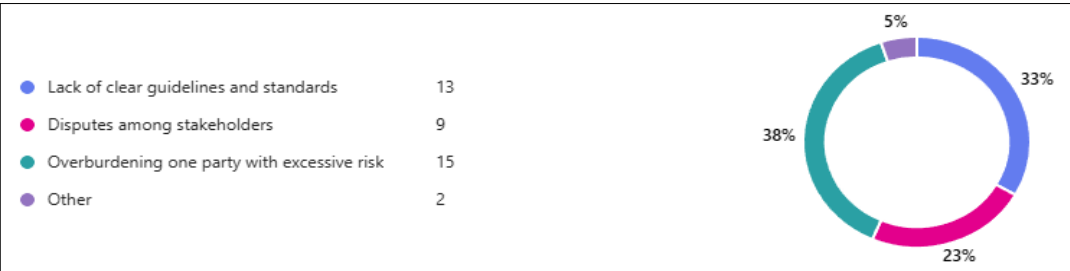 5%
Lack of clear guidelines and standards 13
33%
Disputes among stakeholders 9
38%
Overburdening one party with excessive risk 15
Other 2
23%